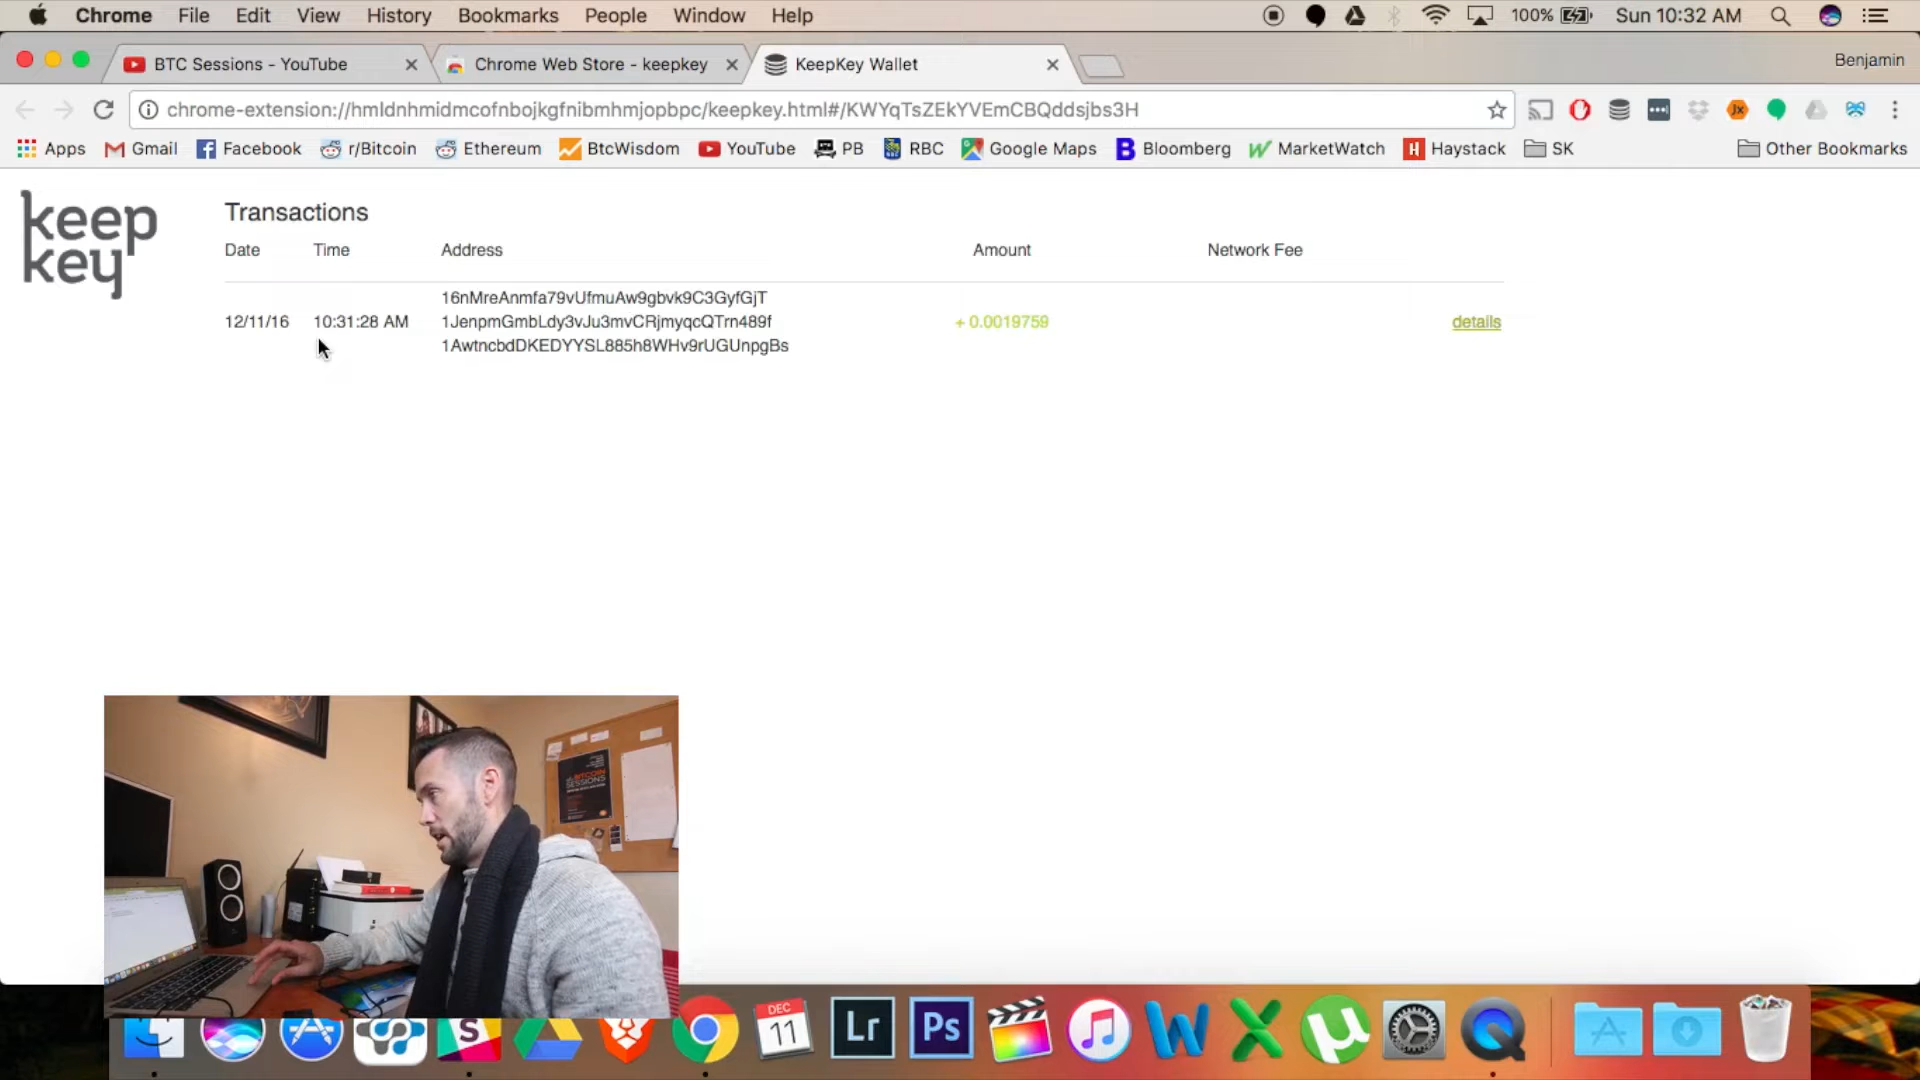 Chrome File Edit View History Bookmarks People Window Help 100% Sun 10:32 AM
BTC Sessions - YouTube Chrome Web Store - keepkey KeepKey Wallet Benjamin
chrome-extension://hmldnhmidmcofnbojkgfnibmhmjopbpc/keepkey.html#/KWYqTsZEkYVEmCBQddsjbs3H
Apps Gmail Facebook r/Bitcoin Ethereum BtcWisdom YouTube PB RBC Google Maps Bloomberg MarketWatch Haystack SK Other Bookmarks
keep
key
Transactions
Date Time Address Amount Network Fee
16nMreAnmfa79vUfmuAw9gbvk9C3GyfGjT
12/11/16 10:31:28 AM 1JenpmGmbLdy3vJu3mvCRjmyqcQTrn489f + 0.0019759 details
1AwtncbdDKEDYYSL885h8WHv9rUGUnpgBs
BITCOIN
SESSIONS
DEC
11
Lr
Ps